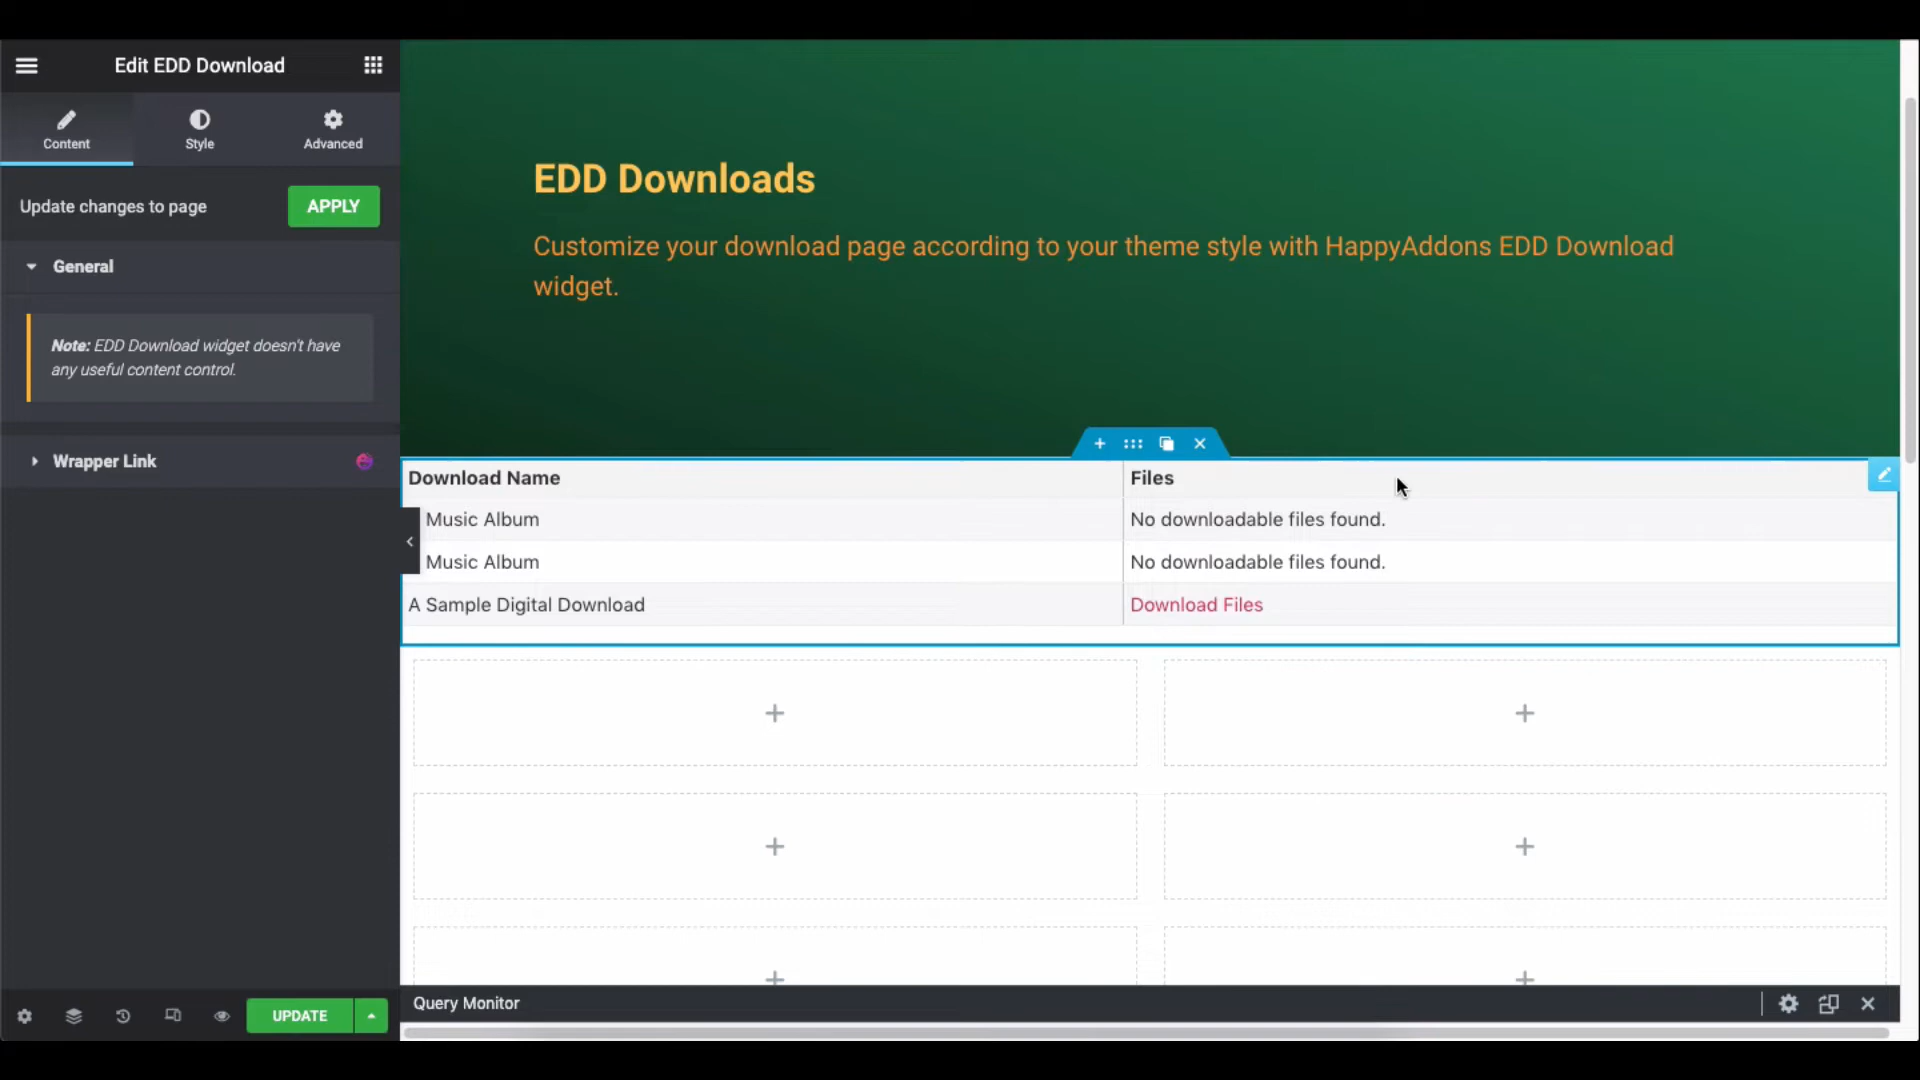 Edit EDD Download
Content
Style
Advanced
Update changes to page
APPLY
General
Note: EDD Download widget doesn't have
any useful content control.
Wrapper Link
UPDATE
EDD Downloads
Customize your download page according to your theme style with HappyAddons EDD Download
widget.
Download Name Files
Music Album No downloadable files found.
Music Album No downloadable files found.
A Sample Digital Download Download Files
Query Monitor